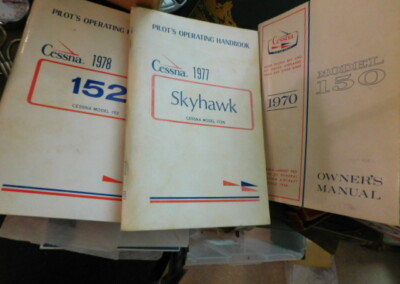 PILOT'S OPERATING HANDBOOK
Cessna 1978
152
CESSNA MODEL 152
PILOT'S OPERATING HANDBOOK
Cessna 1977
Skyhawk
CESSNA MODEL 172N
Cessna
1970
MODEL
150
OWNER'S
MANUAL